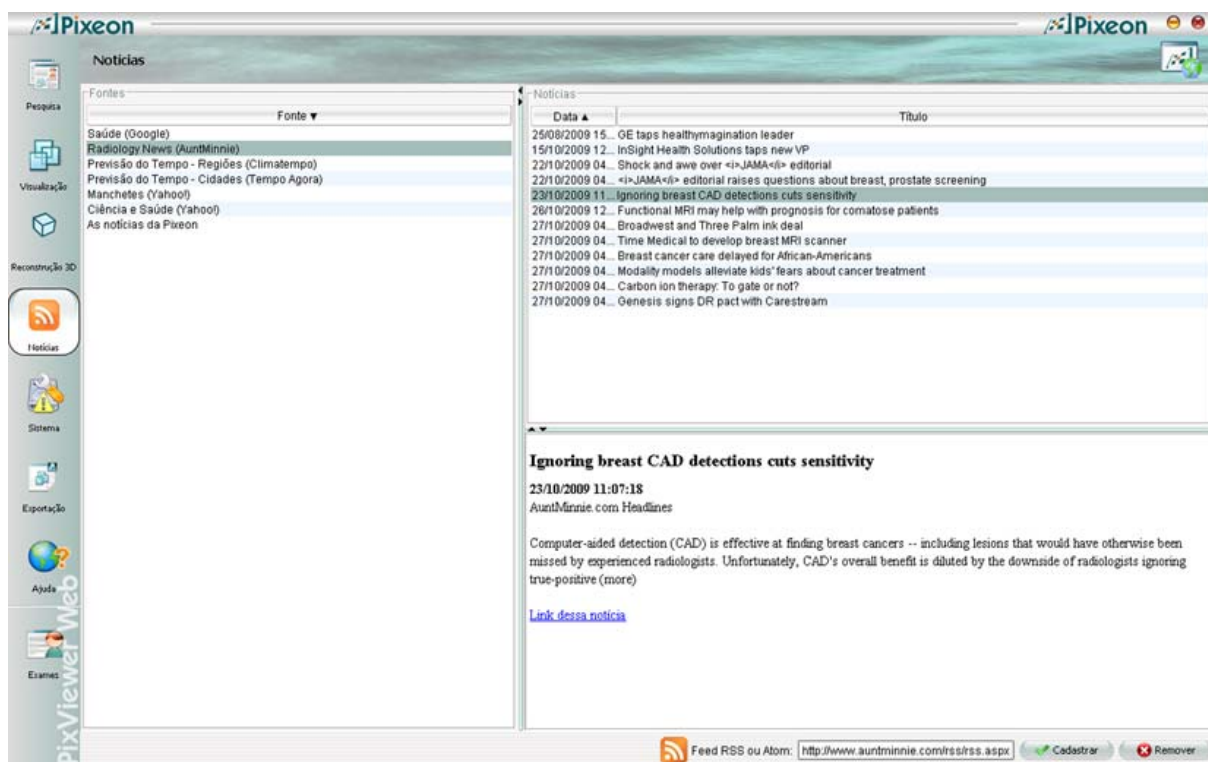 Pixeon
Pixeon
Notícias
Pesquisa
Visualização
Reconstrução 3D
Notícias
Sistema
Exportação
Ajuda
Exames
PixViewer Web
Fontes
Fonte ▼
Saúde (Google)
Radiology News (AuntMinnie)
Previsão do Tempo - Regiões (Climatempo)
Previsão do Tempo - Cidades (Tempo Agora)
Manchetes (Yahoo!)
Ciência e Saúde (Yahoo!)
As notícias da Pixeon
Notícias
Data ▲ Título
25/08/2009 15... GE taps healthymagination leader
15/10/2009 12... InSight Health Solutions taps new VP
22/10/2009 04... Shock and awe over <i>JAMA</i> editorial
22/10/2009 04... <i>JAMA</i> editorial raises questions about breast, prostate screening
23/10/2009 11... Ignoring breast CAD detections cuts sensitivity
26/10/2009 12... Functional MRI may help with prognosis for comatose patients
27/10/2009 04... Broadwest and Three Palm ink deal
27/10/2009 04... Time Medical to develop breast MRI scanner
27/10/2009 04... Breast cancer care delayed for African-Americans
27/10/2009 04... Modality models alleviate kids' fears about cancer treatment
27/10/2009 04... Carbon ion therapy: To gate or not?
27/10/2009 04... Genesis signs DR pact with Carestream
Ignoring breast CAD detections cuts sensitivity
23/10/2009 11:07:18
AuntMinnie.com Headlines
Computer-aided detection (CAD) is effective at finding breast cancers -- including lesions that would have otherwise been
missed by experienced radiologists. Unfortunately, CAD's overall benefit is diluted by the downside of radiologists ignoring
true-positive (more)
Link dessa notícia
Feed RSS ou Atom: http://www.auntminnie.com/rss/rss.aspx Cadastrar Remover